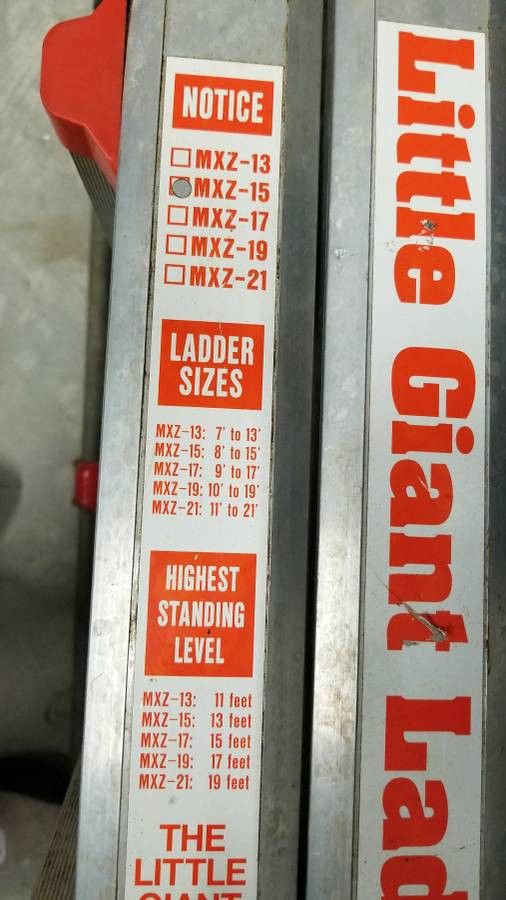 NOTICE
MXZ-13
MXZ-15
MXZ-17
MXZ-19
MXZ-21
LADDER
SIZES
MXZ-13: 7' to 13'
MXZ-15: 8' to 15'
MXZ-17: 9' to 17'
MXZ-19: 10' to 19'
MXZ-21: 11' to 21'
HIGHEST
STANDING
LEVEL
MXZ-13: 11 feet
MXZ-15: 13 feet
MXZ-17: 15 feet
MXZ-19: 17 feet
MXZ-21: 19 feet
THE
LITTLE
GIANT
Little Giant Lad